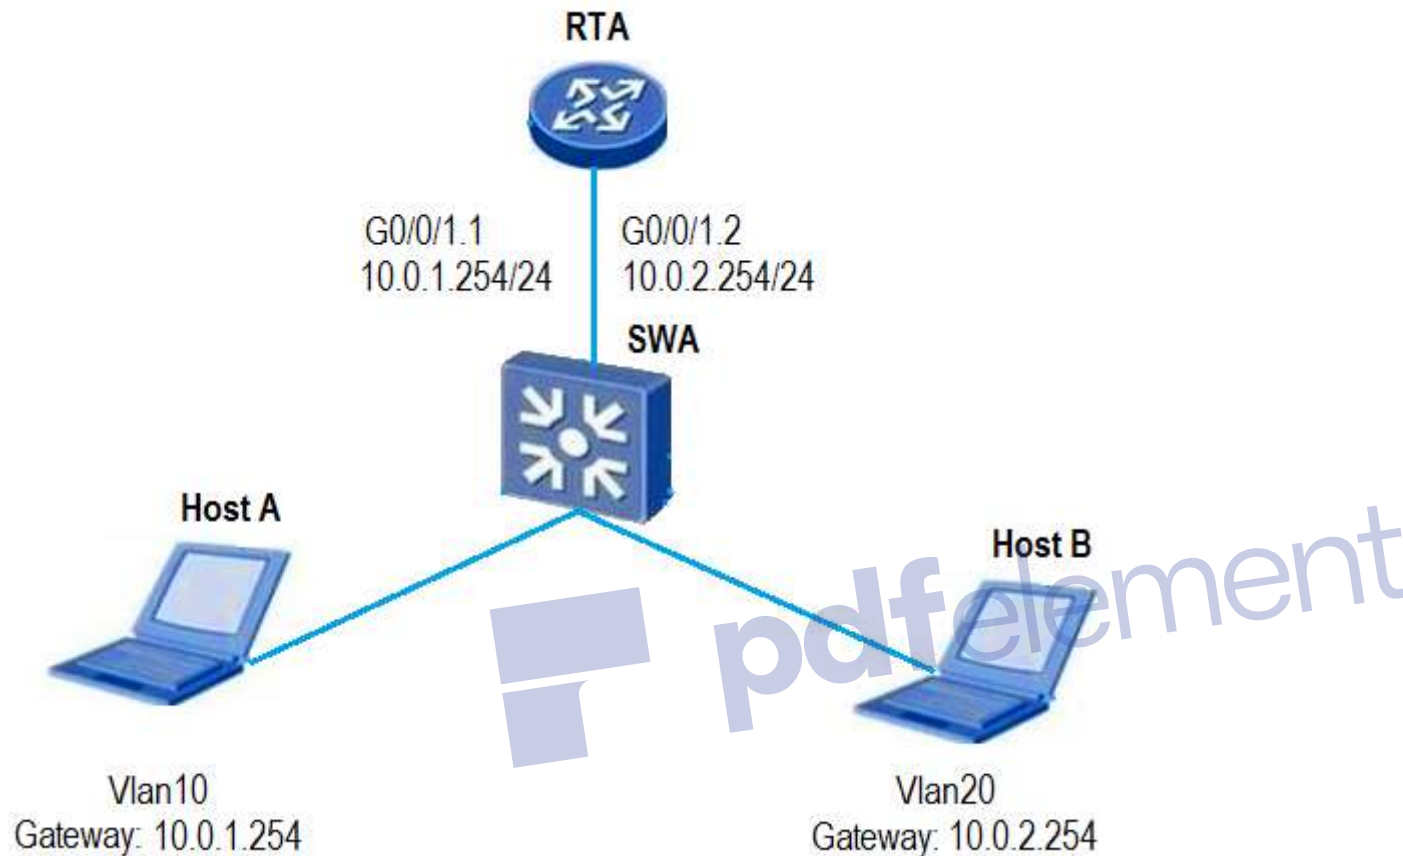 RTA
G0/0/1.1
10.0.1.254/24
G0/0/1.2
10.0.2.254/24
SWA
Host A
Host B
pdfelement
Vlan10
Gateway: 10.0.1.254
Vlan20
Gateway: 10.0.2.254